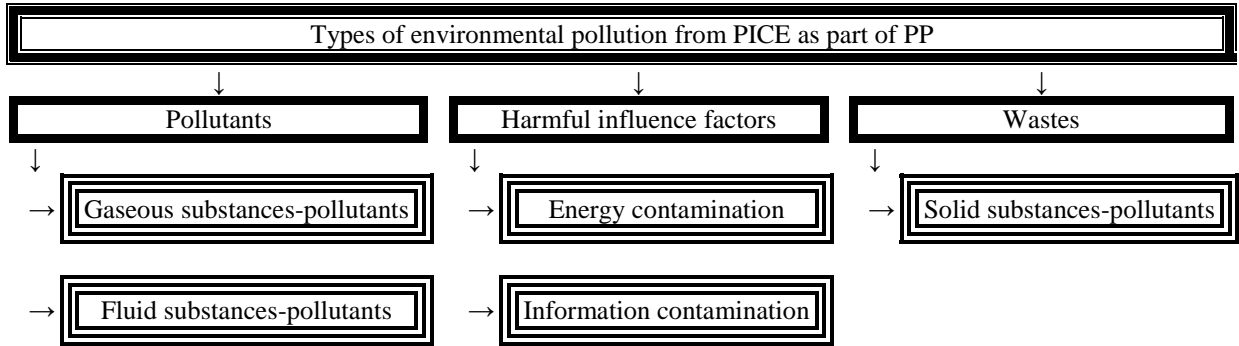 Types of environmental pollution from PICE as part of PP
↓ ↓ ↓
Pollutants Harmful influence factors Wastes
↓ ↓ ↓
→ Gaseous substances-pollutants → Energy contamination → Solid substances-pollutants
→ Fluid substances-pollutants → Information contamination